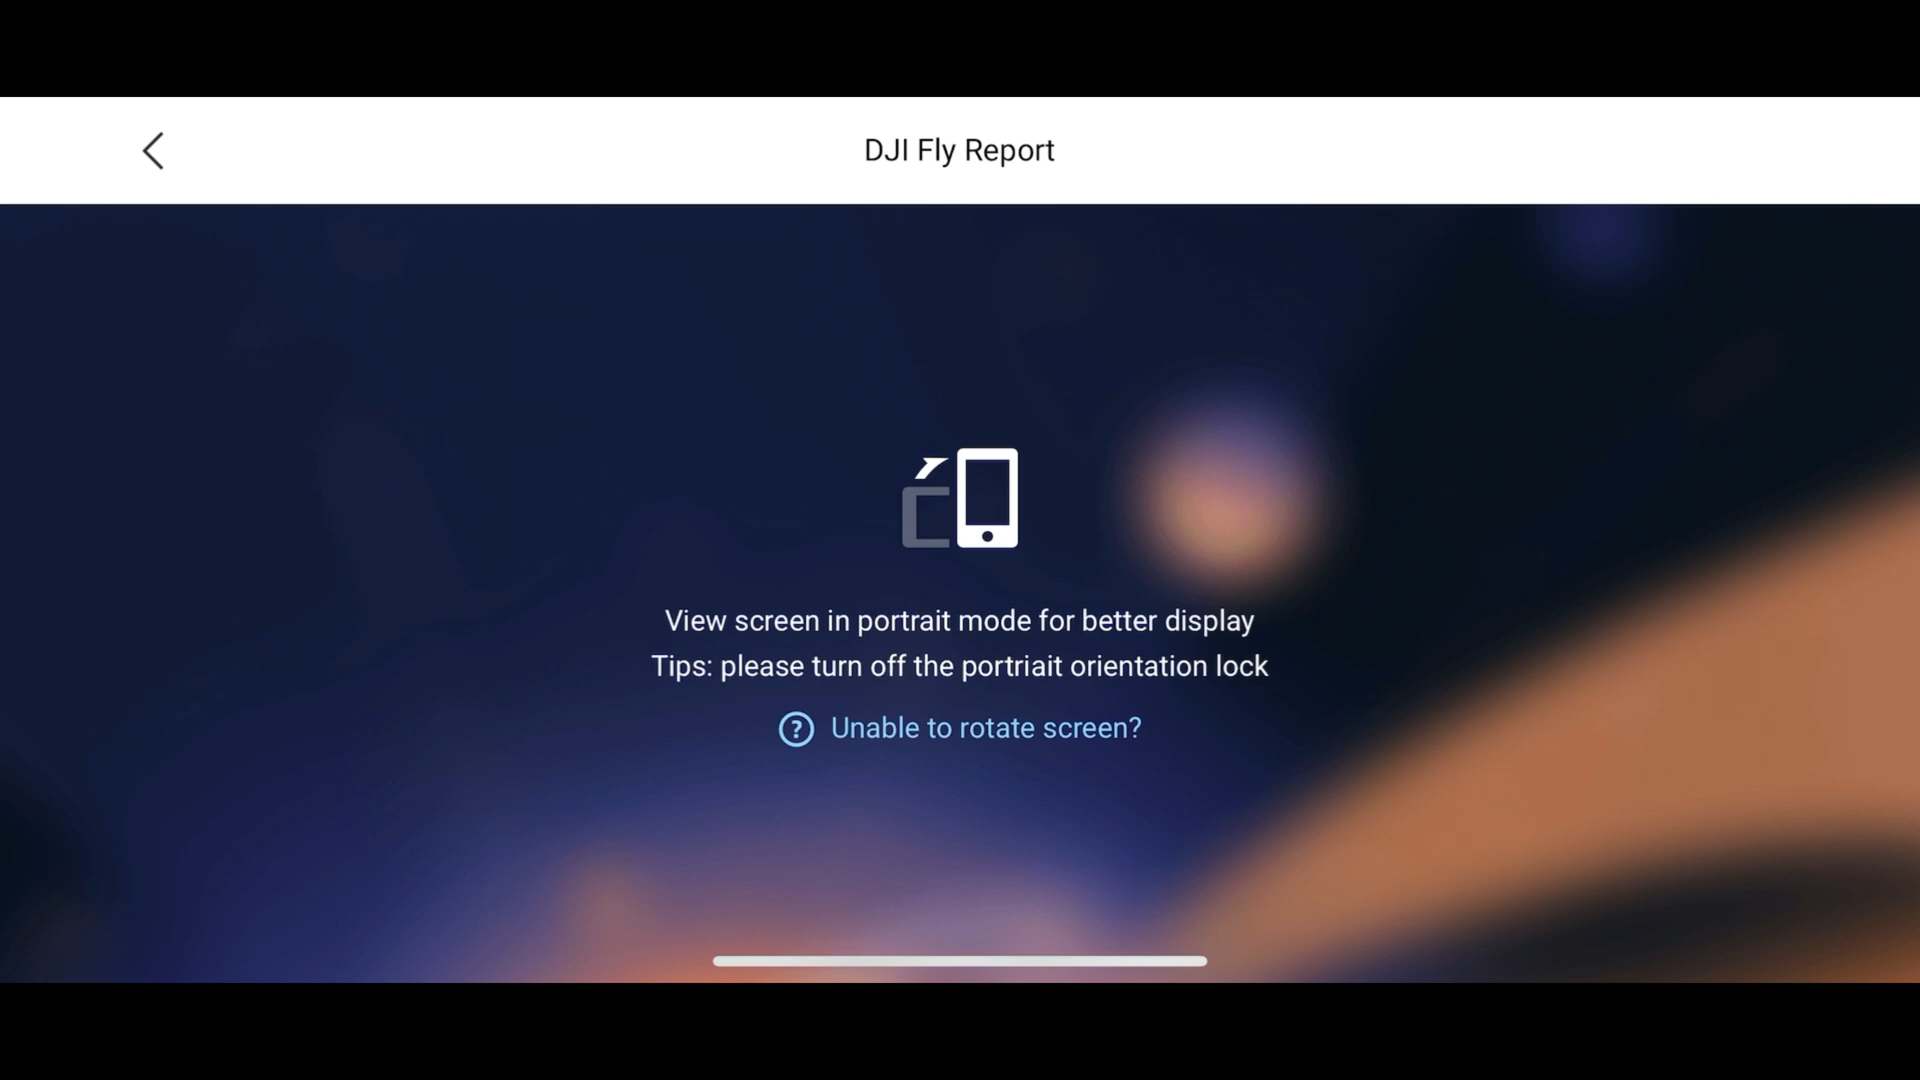 DJI Fly Report
View screen in portrait mode for better display
Tips: please turn off the portriait orientation lock
? Unable to rotate screen?